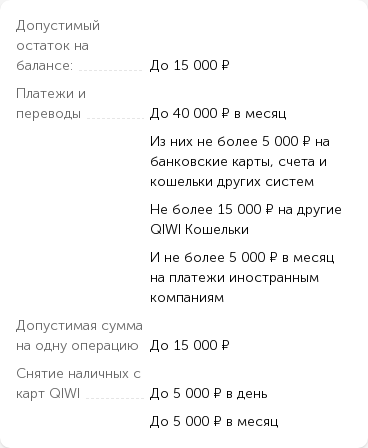 Допустимый
остаток на
балансе: До 15 000 ₽
Платежи и
переводы До 40 000 ₽ в месяц
Из них не более 5 000 ₽ на
банковские карты, счета и
кошельки других систем
Не более 15 000 ₽ на другие
QIWI Кошельки
И не более 5 000 ₽ в месяц
на платежи иностранным
компаниям
Допустимая сумма
на одну операцию До 15 000 ₽
Снятие наличных с
карт QIWI До 5 000 ₽ в день
До 5 000 ₽ в месяц